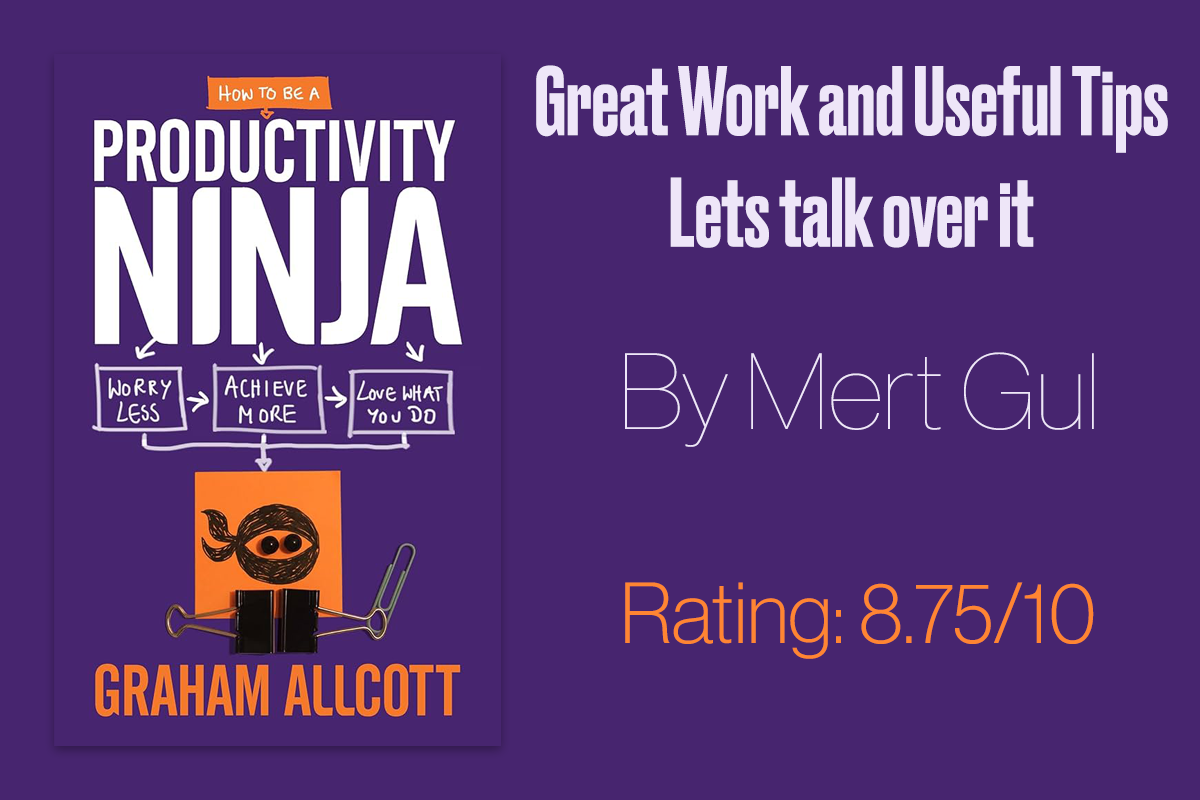 HOW TO BE A
PRODUCTIVITY
NINJA
WORRY
LESS
ACHIEVE
MORE
LOVE WHAT
YOU DO
GRAHAM ALLCOTT
Great Work and Useful Tips
Lets talk over it
By Mert Gul
Rating: 8.75/10